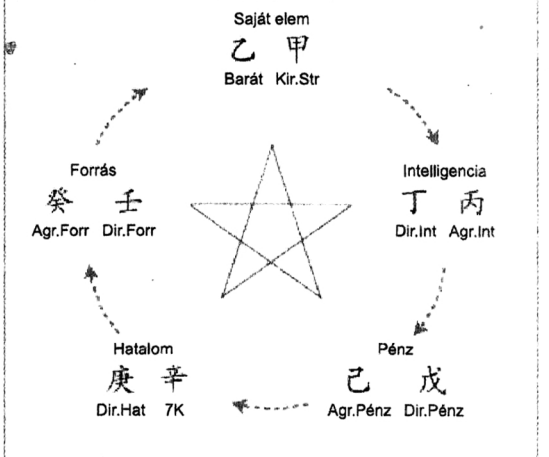 Saját elem
乙 甲
Barát Kir.Str
Forrás
癸 壬
Agr.Forr Dir.Forr
Intelligencia
丁 丙
Dir.Int Agr.Int
Hatalom
庚 辛
Dir.Hat 7K
Pénz
己 戊
Agr.Pénz Dir.Pénz